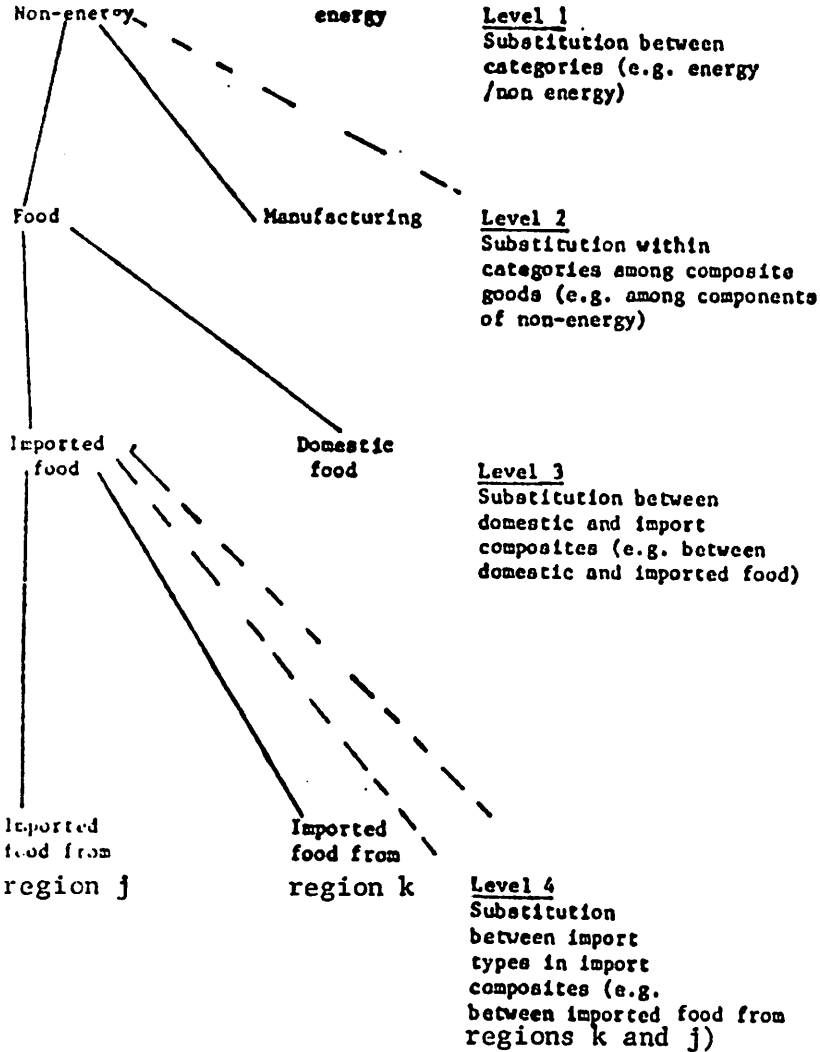 Non-energy energy
Level 1
Substitution between
categories (e.g. energy
/non energy)
Food Manufacturing
Level 2
Substitution within
categories among composite
goods (e.g. among components
of non-energy)
Imported
food
Domestic
food
Level 3
Substitution between
domestic and import
composites (e.g. between
domestic and imported food)
Imported
food from
region j
Imported
food from
region k
Level 4
Substitution
between import
types in import
composites (e.g.
between imported food from
regions k and j)